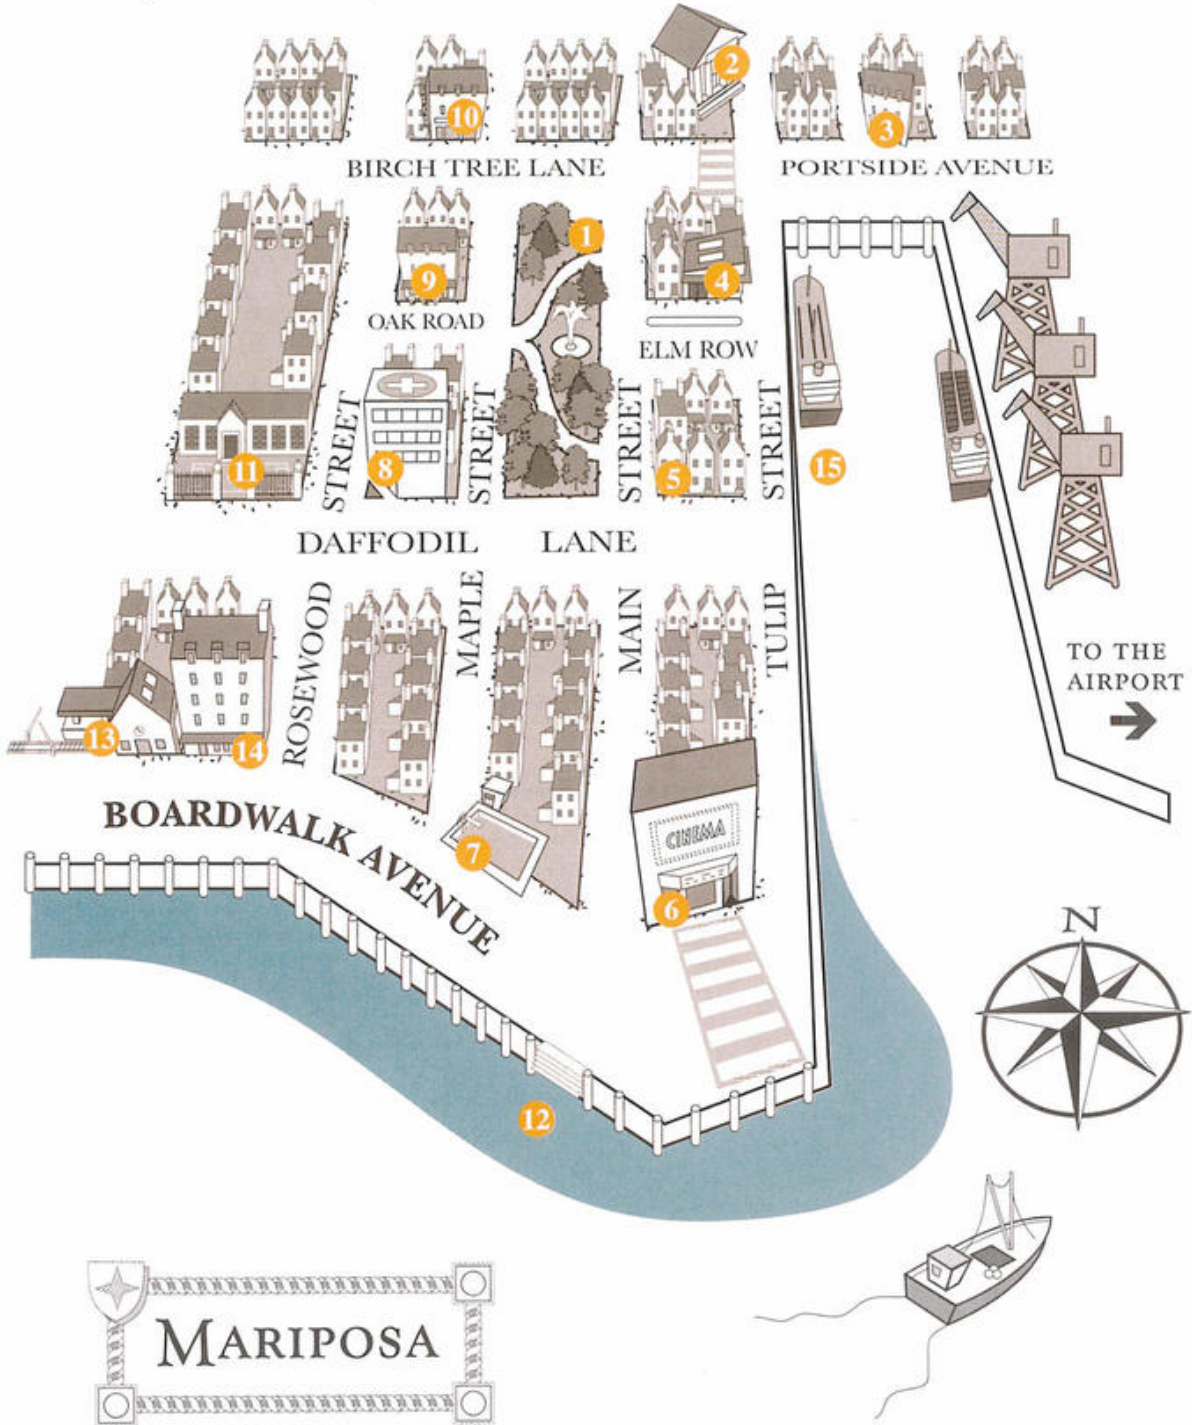 2
10
3
BIRCH TREE LANE
PORTSIDE AVENUE
1
4
9
OAK ROAD
ELM ROW
STREET
STREET
STREET
STREET
11
8
5
15
DAFFODIL LANE
ROSEWOOD
MAPLE
MAIN
TULIP
TO THE
AIRPORT
13
14
BOARDWALK AVENUE
CINEMA
7
6
N
12
MARIPOSA